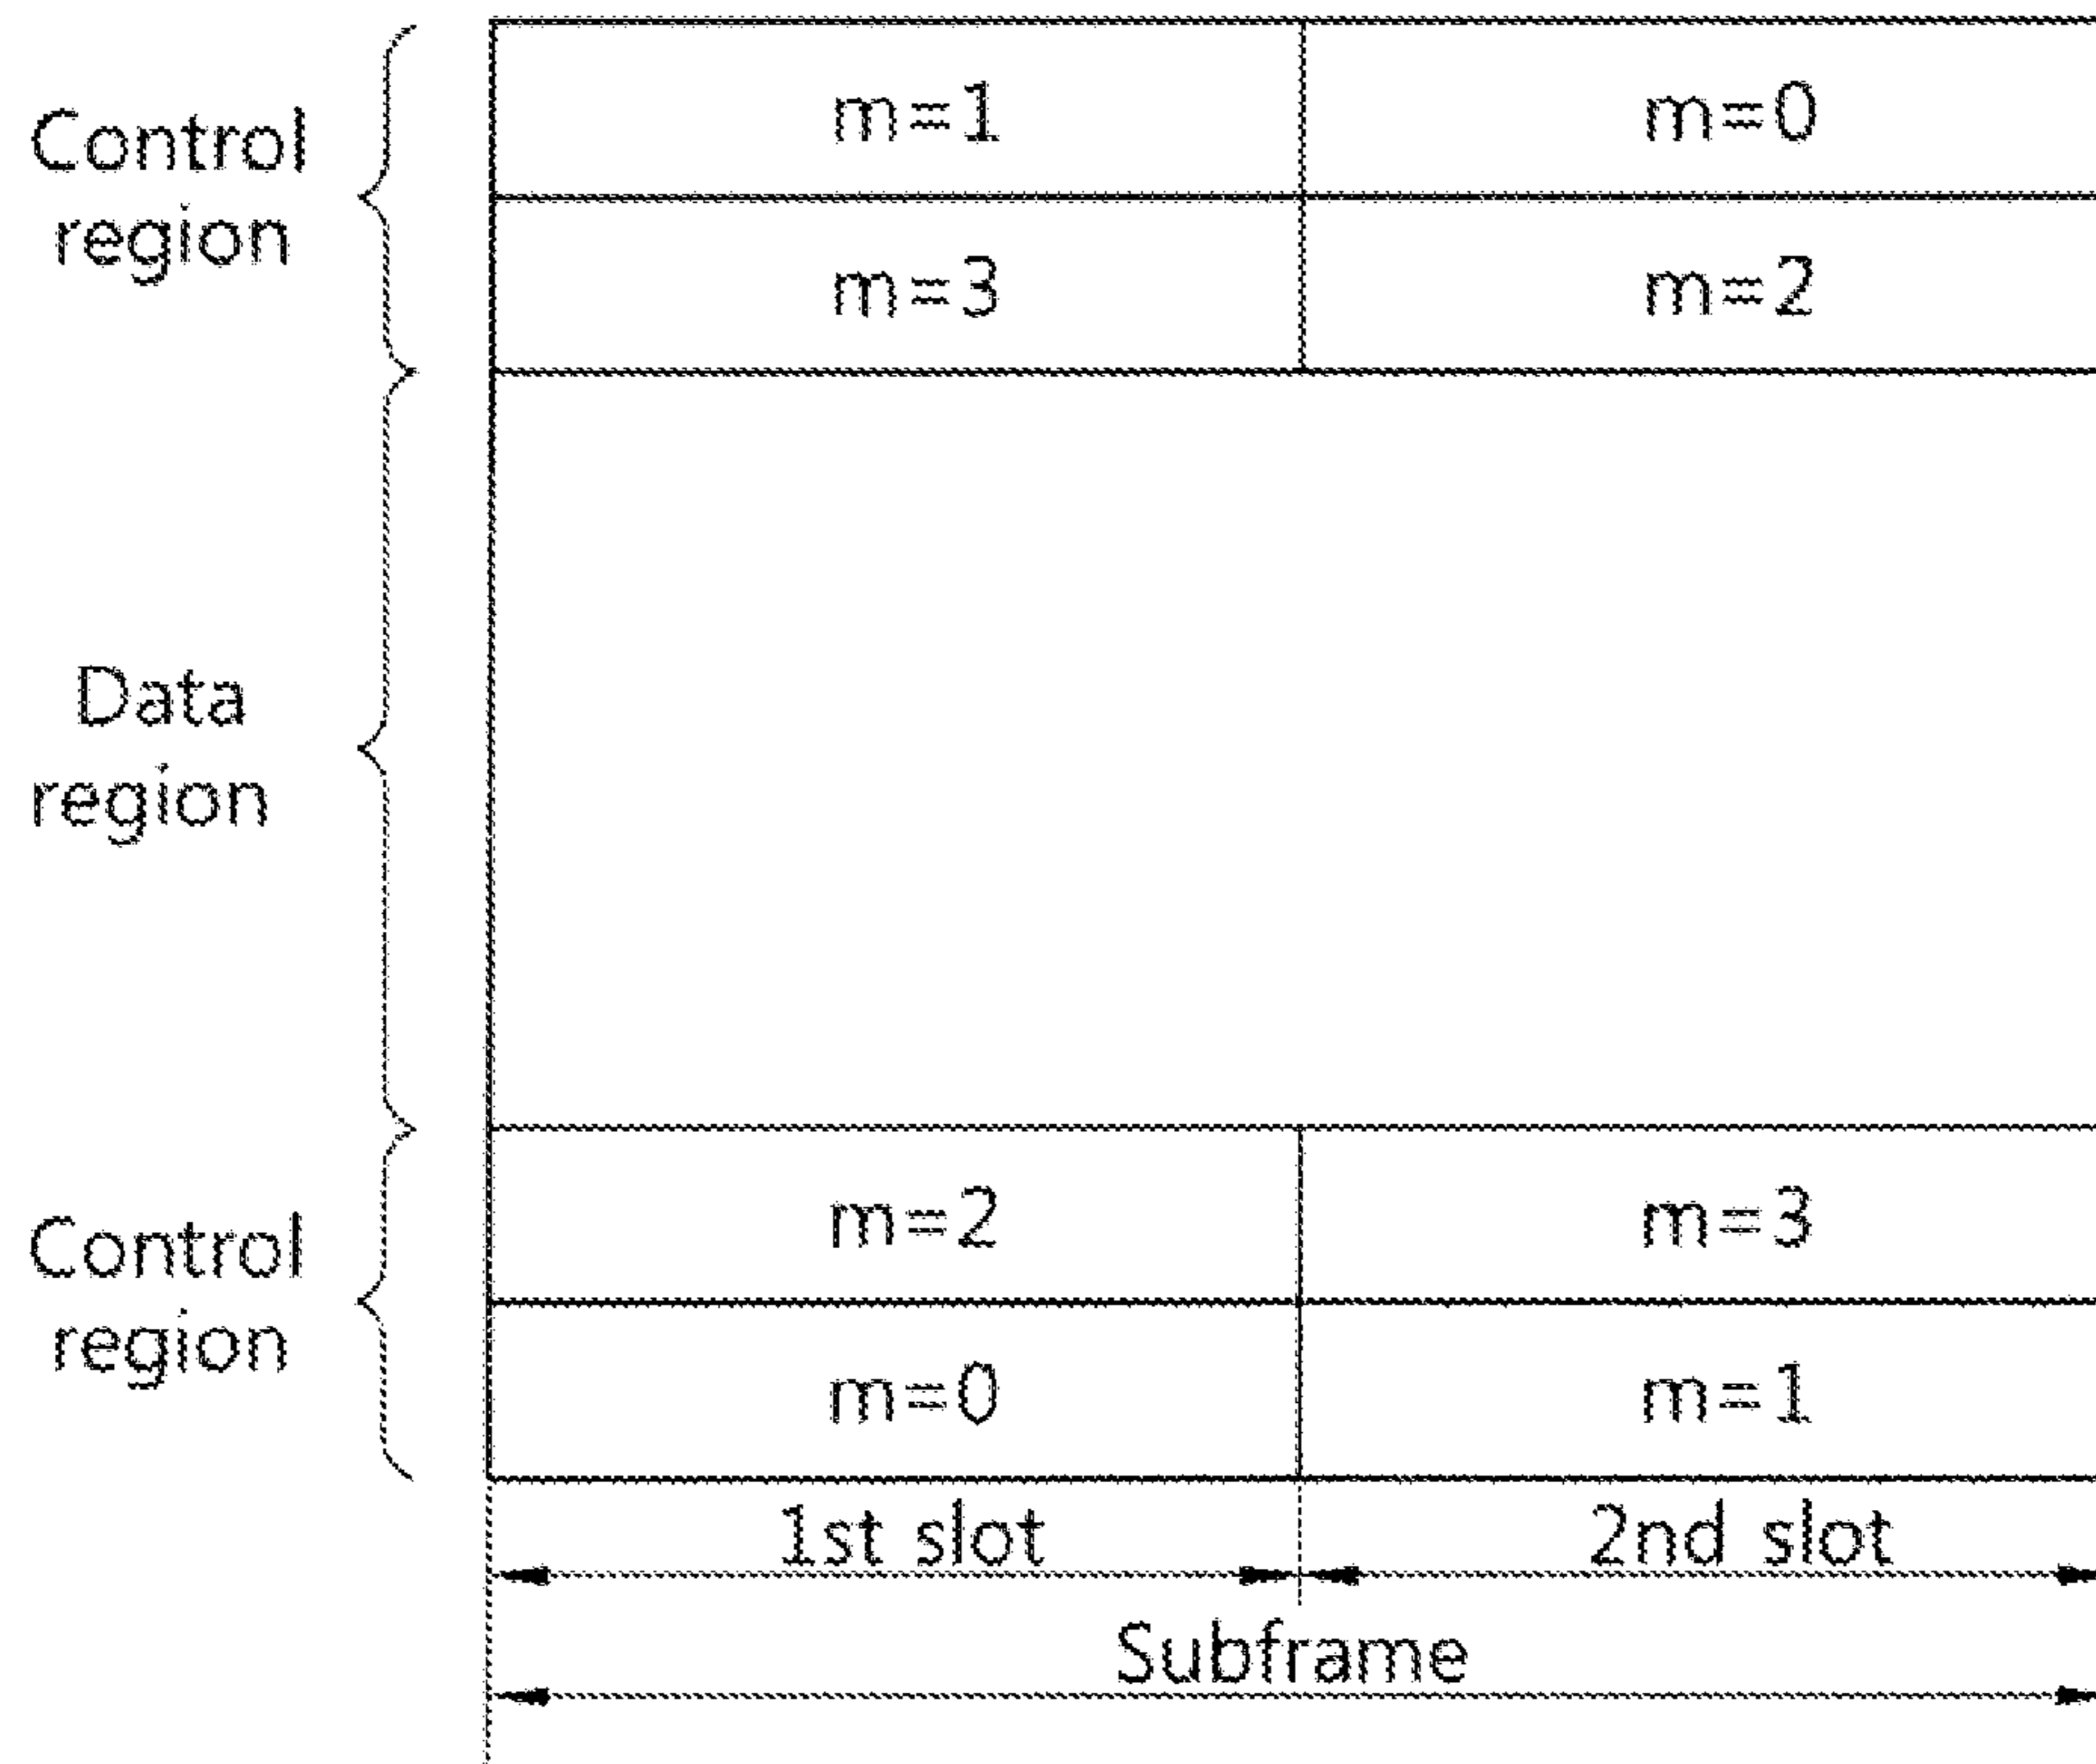 Control
region
m=1
m=0
m=3
m=2
Data
region
Control
region
m=2
m=3
m=0
m=1
1st slot
2nd slot
Subframe